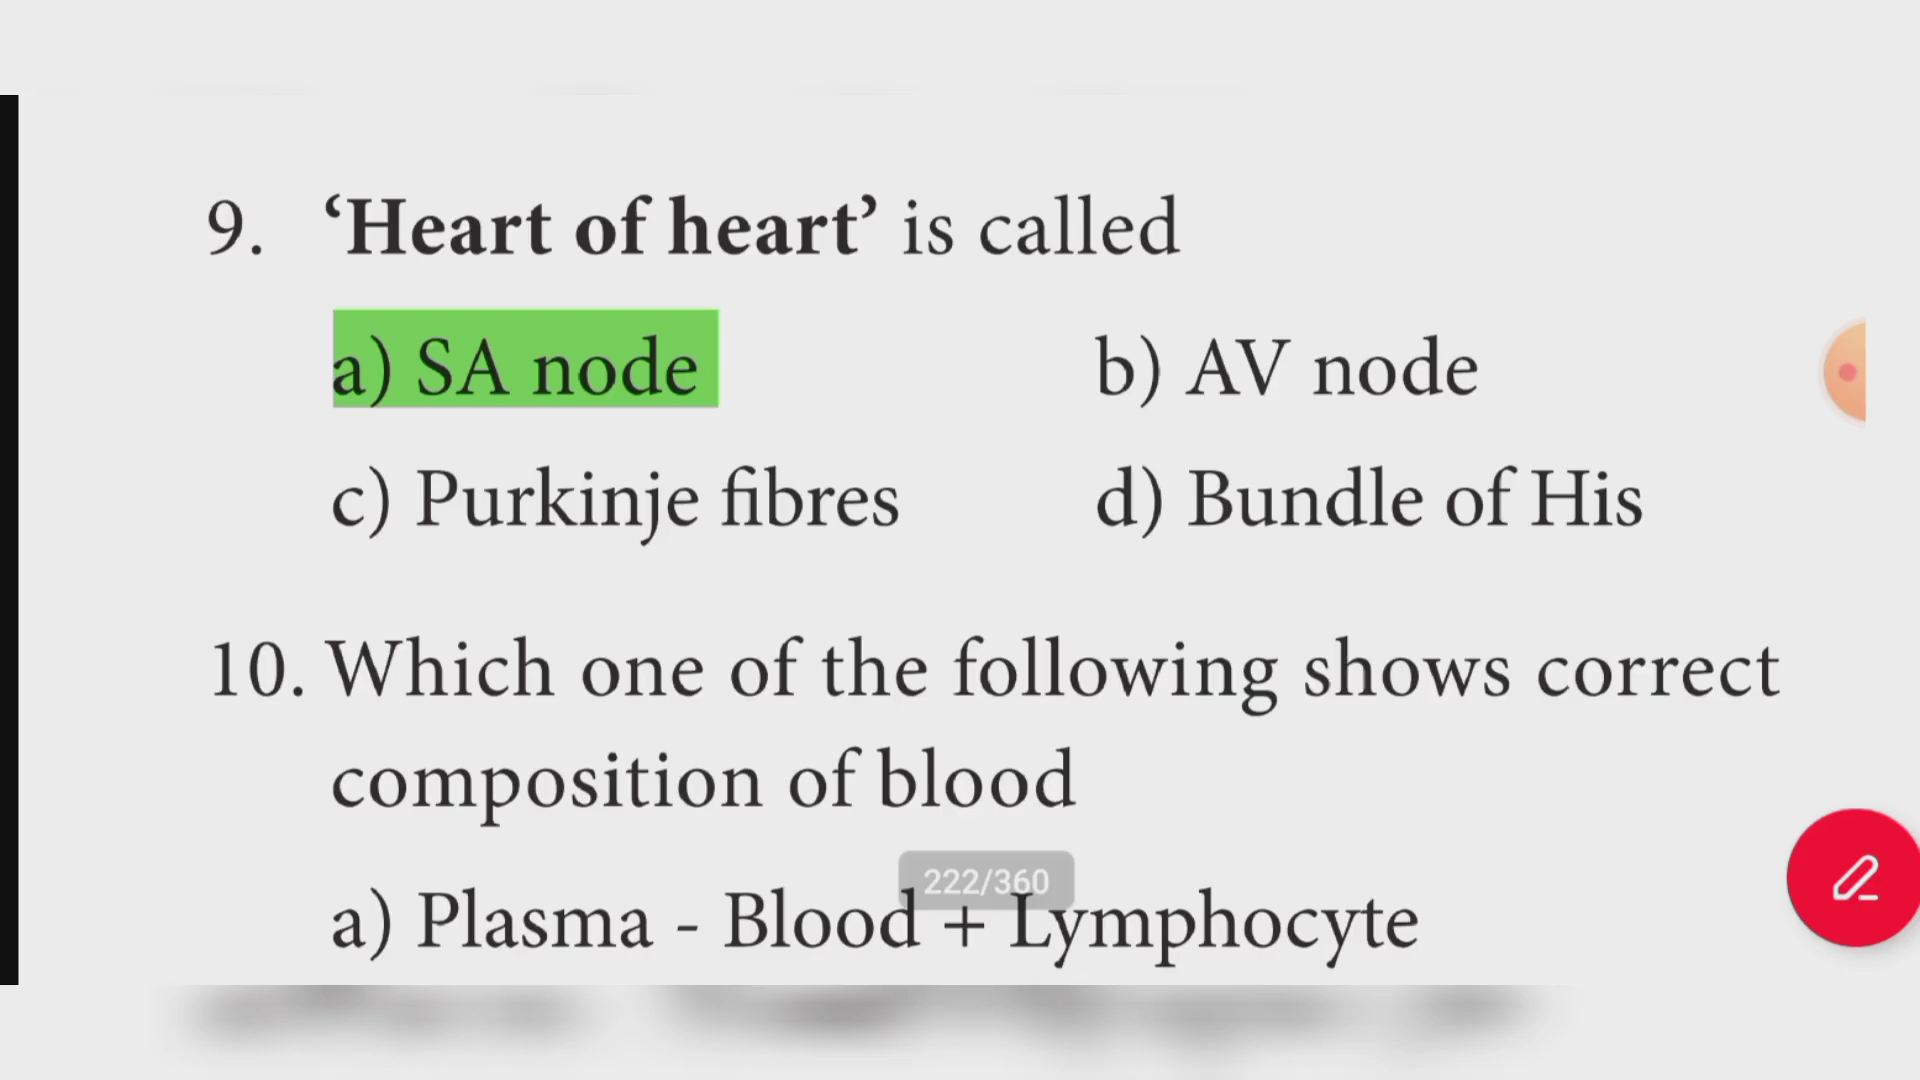 9. ‘Heart of heart’ is called
a) SA node b) AV node
c) Purkinje fibres d) Bundle of His
10. Which one of the following shows correct
composition of blood
222/360
a) Plasma - Blood + Lymphocyte